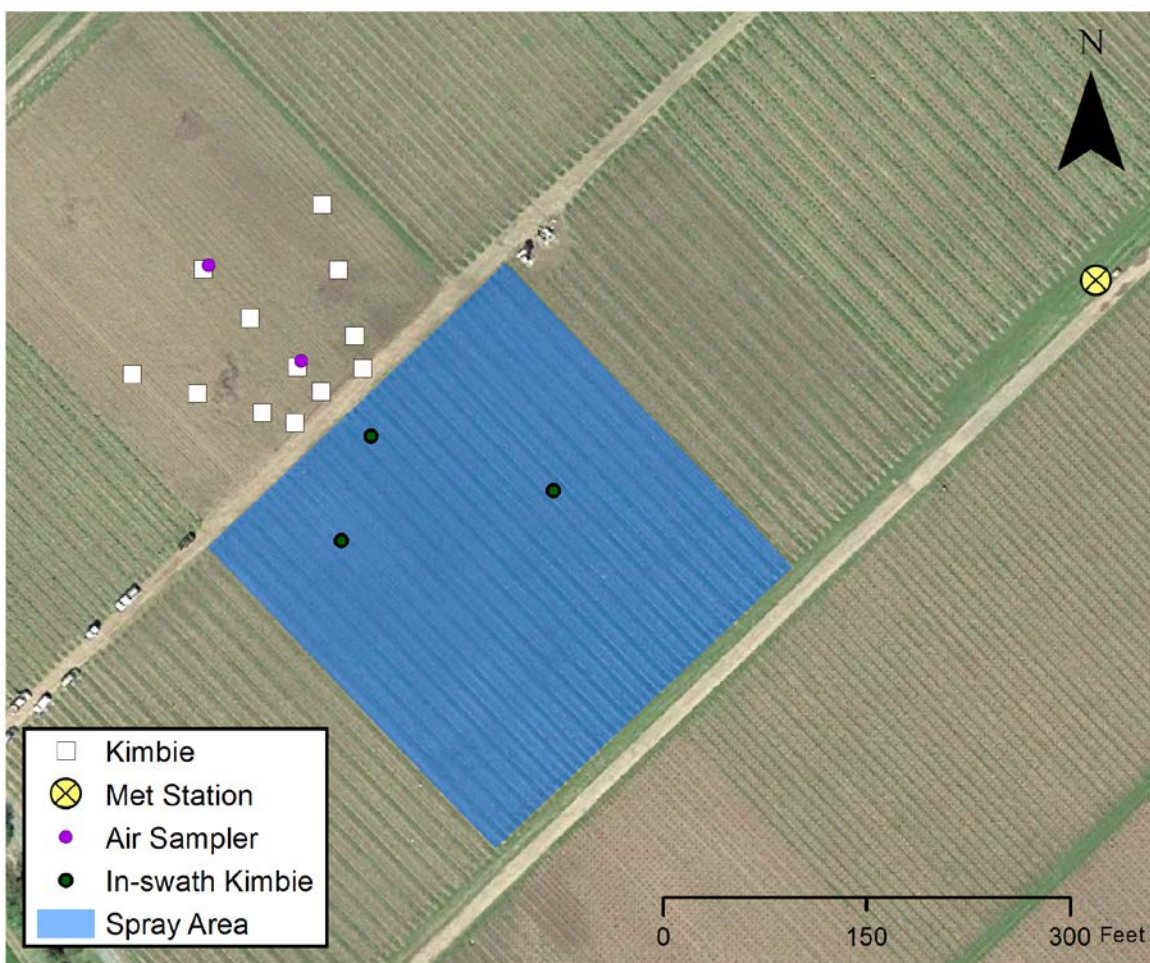 N
Kimbie
Met Station
Air Sampler
In-swath Kimbie
Spray Area
0 150 300 Feet